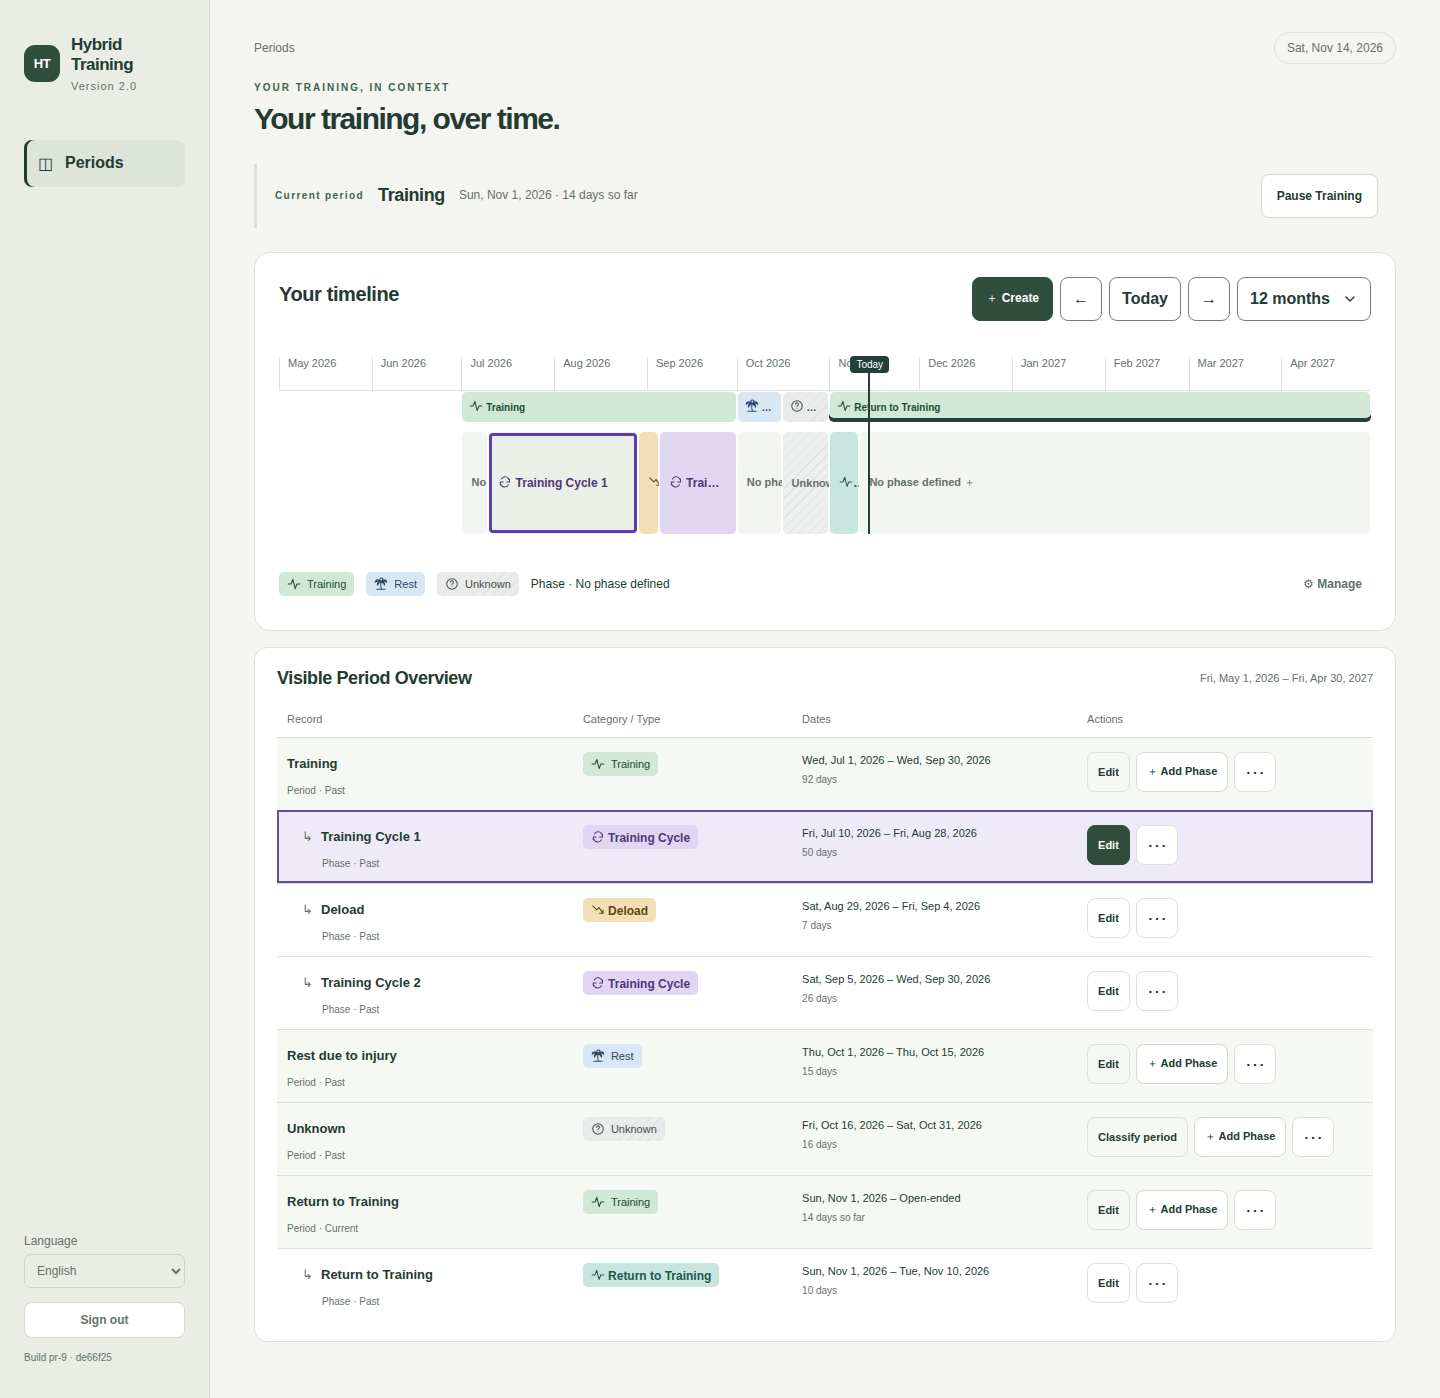 HT
Hybrid
Training
Version 2.0
Periods
Language
English
Sign out
Build pr-9 · de66f25
Periods
Sat, Nov 14, 2026
YOUR TRAINING, IN CONTEXT
Your training, over time.
Current period Training Sun, Nov 1, 2026 · 14 days so far
Pause Training
Your timeline
+ Create ← Today → 12 months
May 2026 Jun 2026 Jul 2026 Aug 2026 Sep 2026 Oct 2026 Dec 2026 Jan 2027 Feb 2027 Mar 2027 Apr 2027
Today
Training ... ... Return to Training
No Training Cycle 1 Trai... No pha Unknow ... No phase defined +
Training Rest Unknown Phase · No phase defined
⚙ Manage
Visible Period Overview
Fri, May 1, 2026 – Fri, Apr 30, 2027
Record Category / Type Dates Actions
Training Training Wed, Jul 1, 2026 – Wed, Sep 30, 2026 Edit + Add Phase ···
Period · Past 92 days
↳ Training Cycle 1 Training Cycle Fri, Jul 10, 2026 – Fri, Aug 28, 2026 Edit ···
Phase · Past 50 days
↳ Deload Deload Sat, Aug 29, 2026 – Fri, Sep 4, 2026 Edit ···
Phase · Past 7 days
↳ Training Cycle 2 Training Cycle Sat, Sep 5, 2026 – Wed, Sep 30, 2026 Edit ···
Phase · Past 26 days
Rest due to injury Rest Thu, Oct 1, 2026 – Thu, Oct 15, 2026 Edit + Add Phase ···
Period · Past 15 days
Unknown Unknown Fri, Oct 16, 2026 – Sat, Oct 31, 2026 Classify period + Add Phase ···
Period · Past 16 days
Return to Training Training Sun, Nov 1, 2026 – Open-ended Edit + Add Phase ···
Period · Current 14 days so far
↳ Return to Training Return to Training Sun, Nov 1, 2026 – Tue, Nov 10, 2026 Edit ···
Phase · Past 10 days